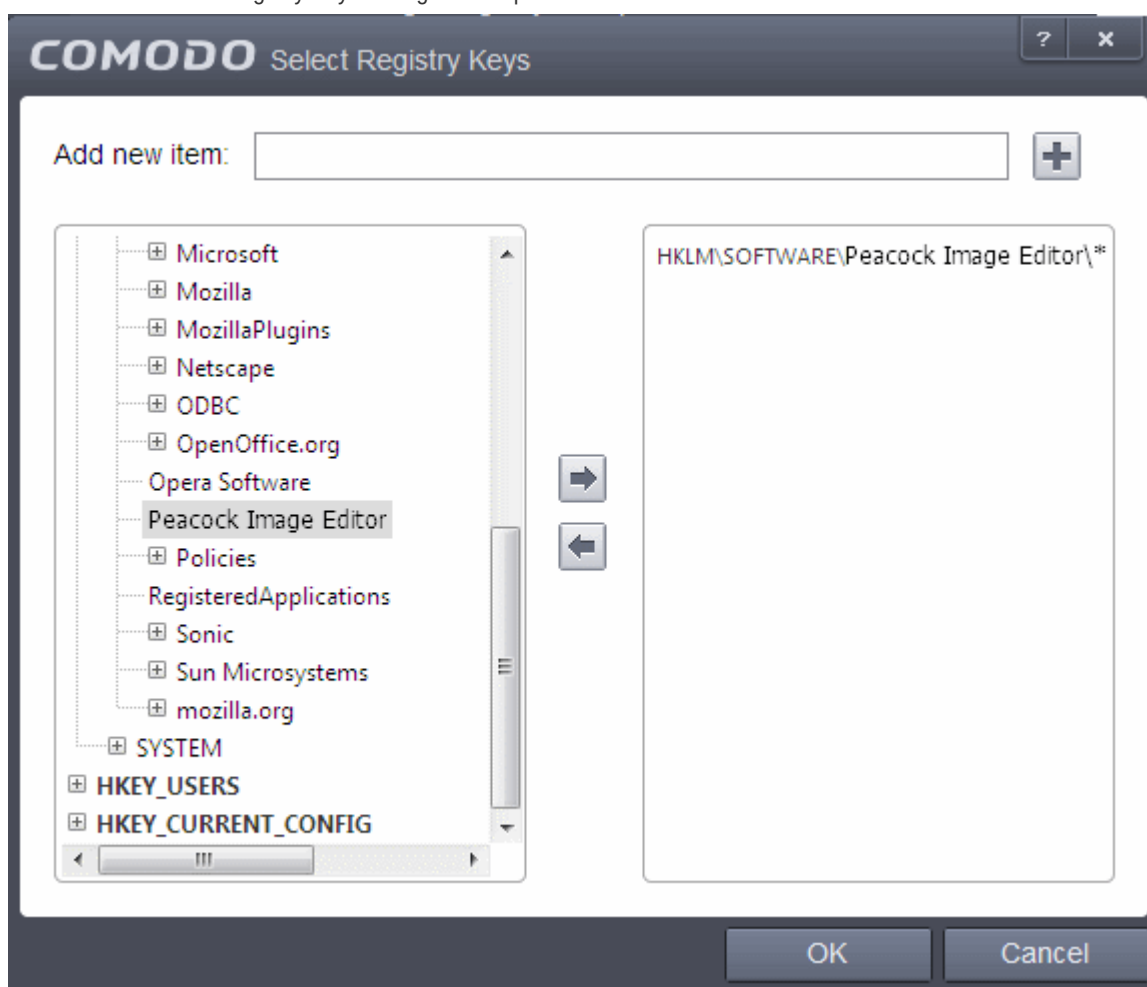 COMODO Select Registry Keys
? x
Add new item:
Microsoft
Mozilla
MozillaPlugins
Netscape
ODBC
OpenOffice.org
Opera Software
Peacock Image Editor
Policies
RegisteredApplications
Sonic
Sun Microsystems
mozilla.org
SYSTEM
HKEY_USERS
HKEY_CURRENT_CONFIG
HKLM\SOFTWARE\Peacock Image Editor\*
OK Cancel